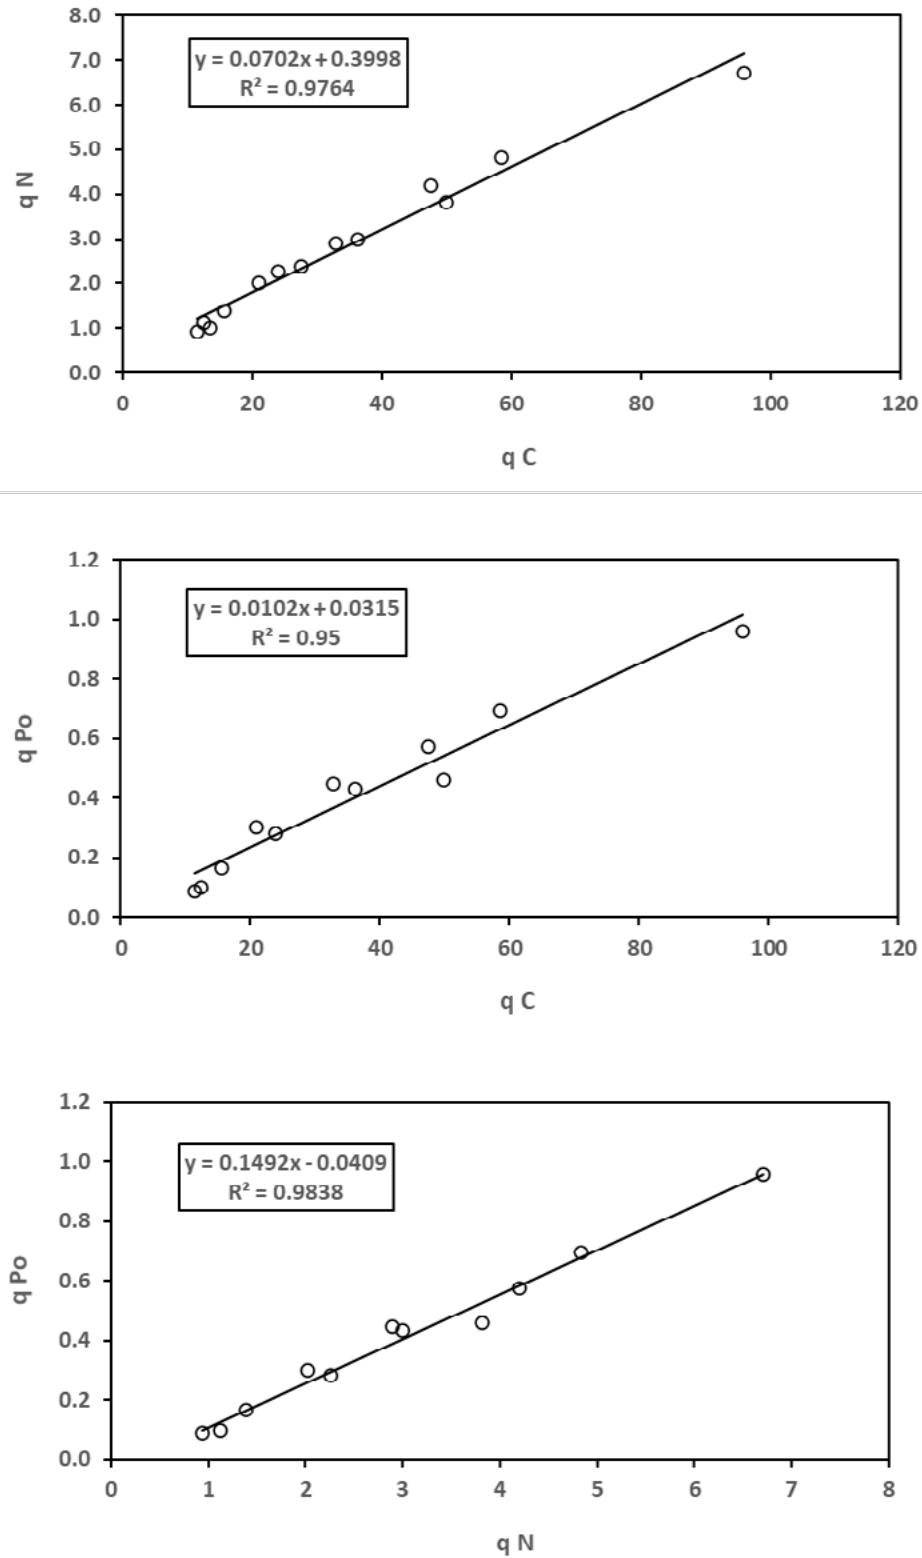 8.0
7.0
6.0
5.0
4.0
3.0
2.0
1.0
0.0
q N
y = 0.0702x + 0.3998
R² = 0.9764
0 20 40 60 80 100 120
q C
1.2
1.0
0.8
0.6
0.4
0.2
0.0
q Po
y = 0.0102x + 0.0315
R² = 0.95
0 20 40 60 80 100 120
q C
1.2
1.0
0.8
0.6
0.4
0.2
0.0
q Po
y = 0.1492x - 0.0409
R² = 0.9838
0 1 2 3 4 5 6 7 8
q N